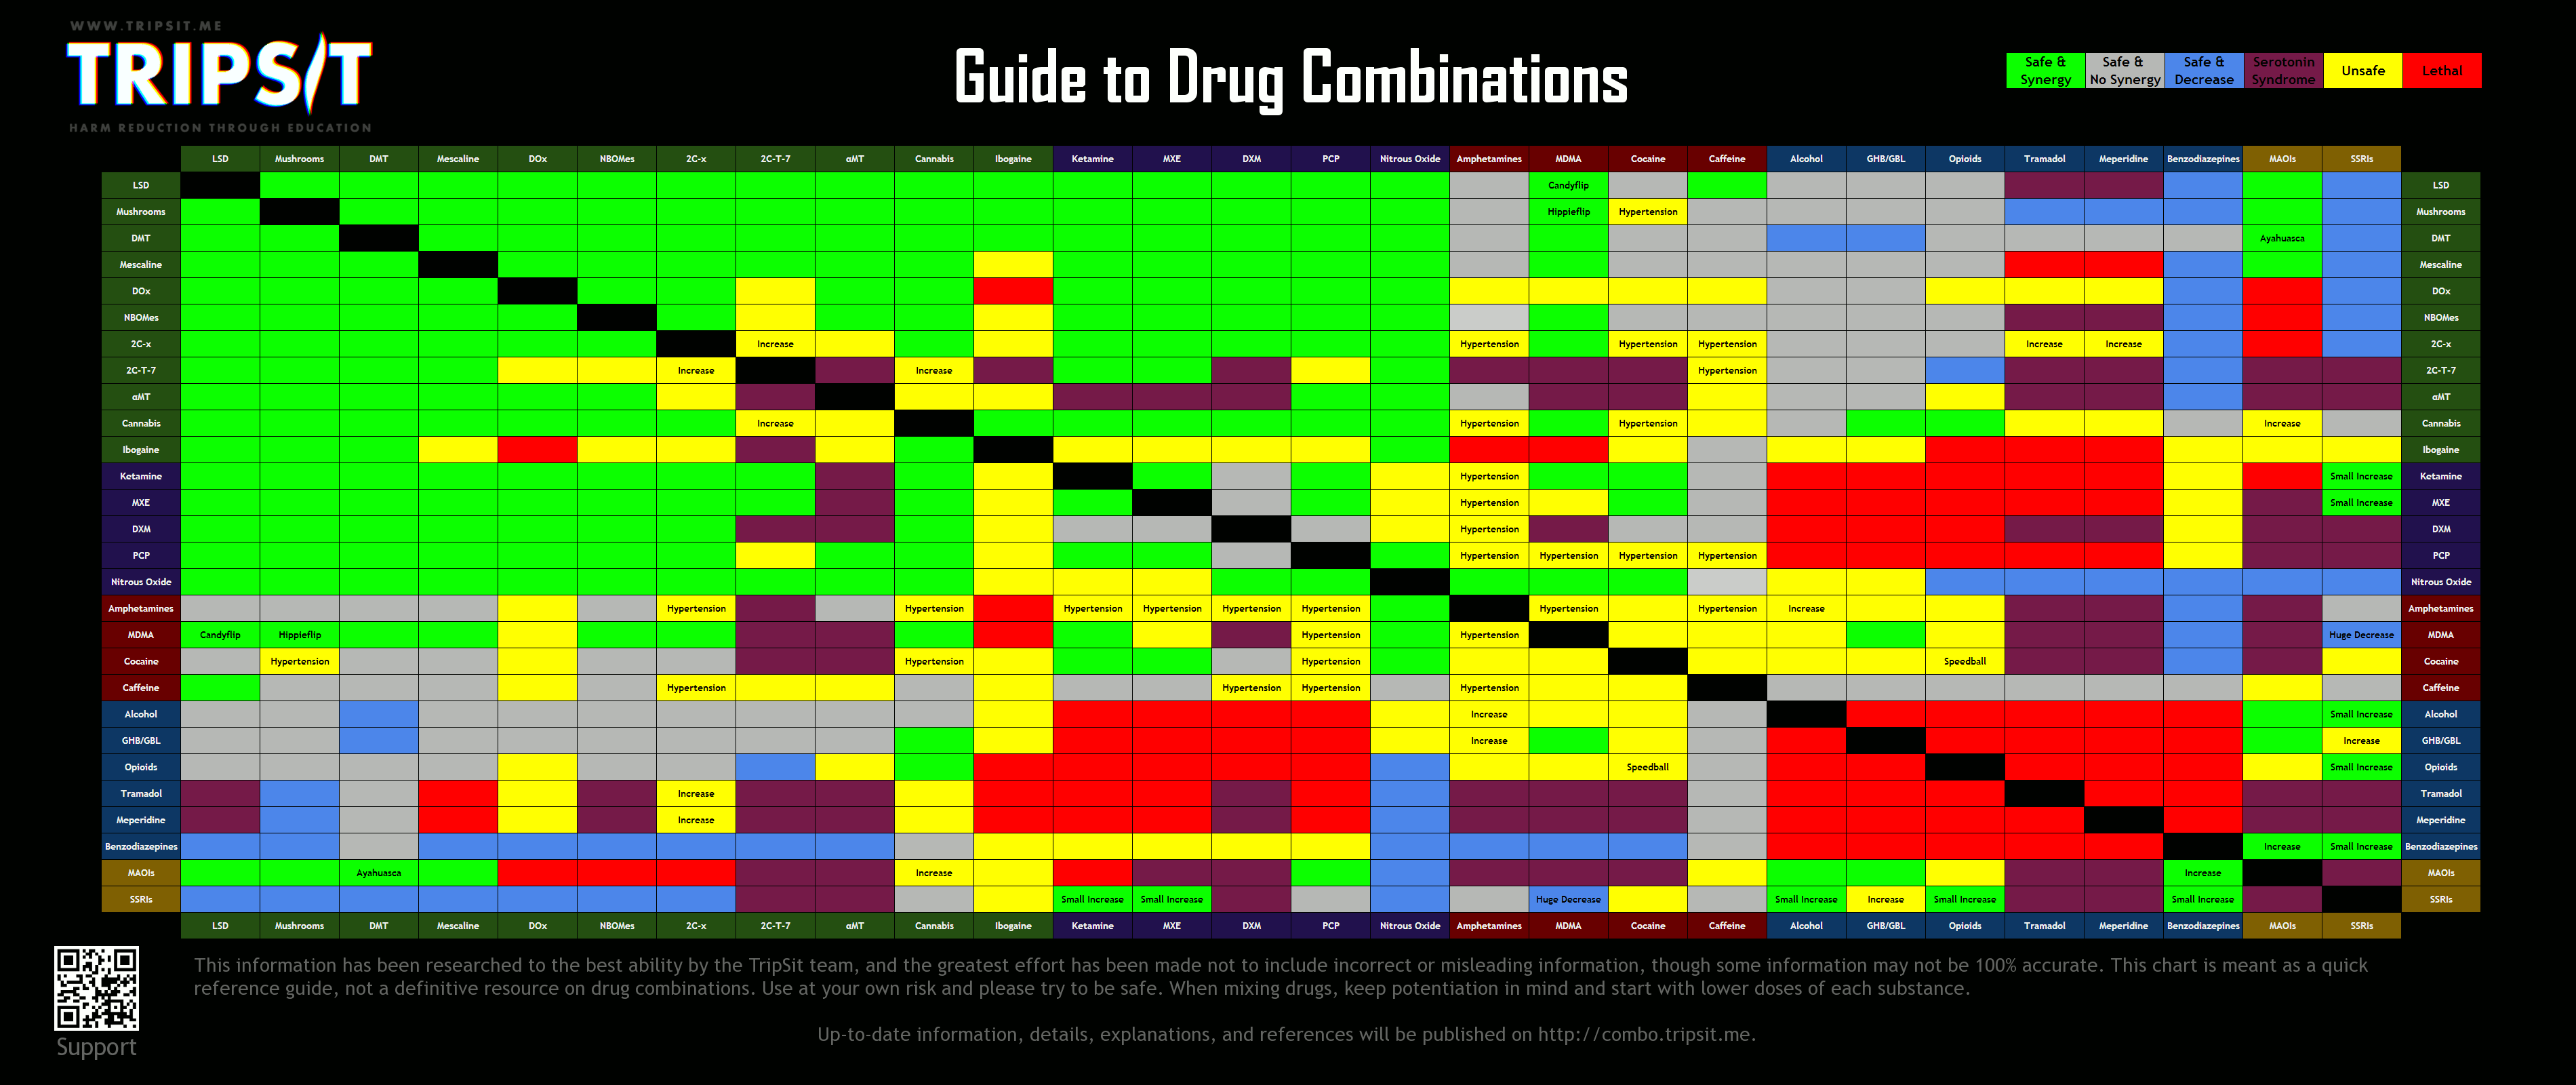 WWW.TRIPSIT.ME
TRIPSIT
HARM REDUCTION THROUGH EDUCATION
Guide to Drug Combinations
Safe & Synergy Safe & No Synergy Safe & Decrease Serotonin Syndrome Unsafe Lethal
LSD Mushrooms DMT Mescaline DOx NBOMes 2C-x 2C-T-7 αMT Cannabis Ibogaine Ketamine MXE DXM PCP Nitrous Oxide Amphetamines MDMA Cocaine Caffeine Alcohol GHB/GBL Opioids Tramadol Meperidine Benzodiazepines MAOIs SSRIs
LSD Candyflip LSD
Mushrooms Hippieflip Hypertension Mushrooms
DMT Ayahuasca DMT
Mescaline Mescaline
DOx DOx
NBOMes NBOMes
2C-x Increase Hypertension Hypertension Hypertension Increase Increase 2C-x
2C-T-7 Increase Increase Hypertension 2C-T-7
αMT αMT
Cannabis Increase Hypertension Hypertension Increase Cannabis
Ibogaine Ibogaine
Ketamine Hypertension Small Increase Ketamine
MXE Hypertension Small Increase MXE
DXM Hypertension DXM
PCP Hypertension Hypertension Hypertension Hypertension PCP
Nitrous Oxide Nitrous Oxide
Amphetamines Hypertension Hypertension Hypertension Hypertension Hypertension Hypertension Hypertension Hypertension Increase Amphetamines
MDMA Candyflip Hippieflip Hypertension Hypertension Huge Decrease MDMA
Cocaine Hypertension Hypertension Hypertension Speedball Cocaine
Caffeine Hypertension Hypertension Hypertension Hypertension Caffeine
Alcohol Increase Small Increase Alcohol
GHB/GBL Increase Increase GHB/GBL
Opioids Speedball Small Increase Opioids
Tramadol Increase Tramadol
Meperidine Increase Meperidine
Benzodiazepines Increase Small Increase Benzodiazepines
MAOIs Ayahuasca Increase Increase MAOIs
SSRIs Small Increase Small Increase Huge Decrease Small Increase Increase Small Increase Small Increase SSRIs
LSD Mushrooms DMT Mescaline DOx NBOMes 2C-x 2C-T-7 αMT Cannabis Ibogaine Ketamine MXE DXM PCP Nitrous Oxide Amphetamines MDMA Cocaine Caffeine Alcohol GHB/GBL Opioids Tramadol Meperidine Benzodiazepines MAOIs SSRIs
This information has been researched to the best ability by the TripSit team, and the greatest effort has been made not to include incorrect or misleading information, though some information may not be 100% accurate. This chart is meant as a quick
reference guide, not a definitive resource on drug combinations. Use at your own risk and please try to be safe. When mixing drugs, keep potentiation in mind and start with lower doses of each substance.
Up-to-date information, details, explanations, and references will be published on http://combo.tripsit.me.
Support